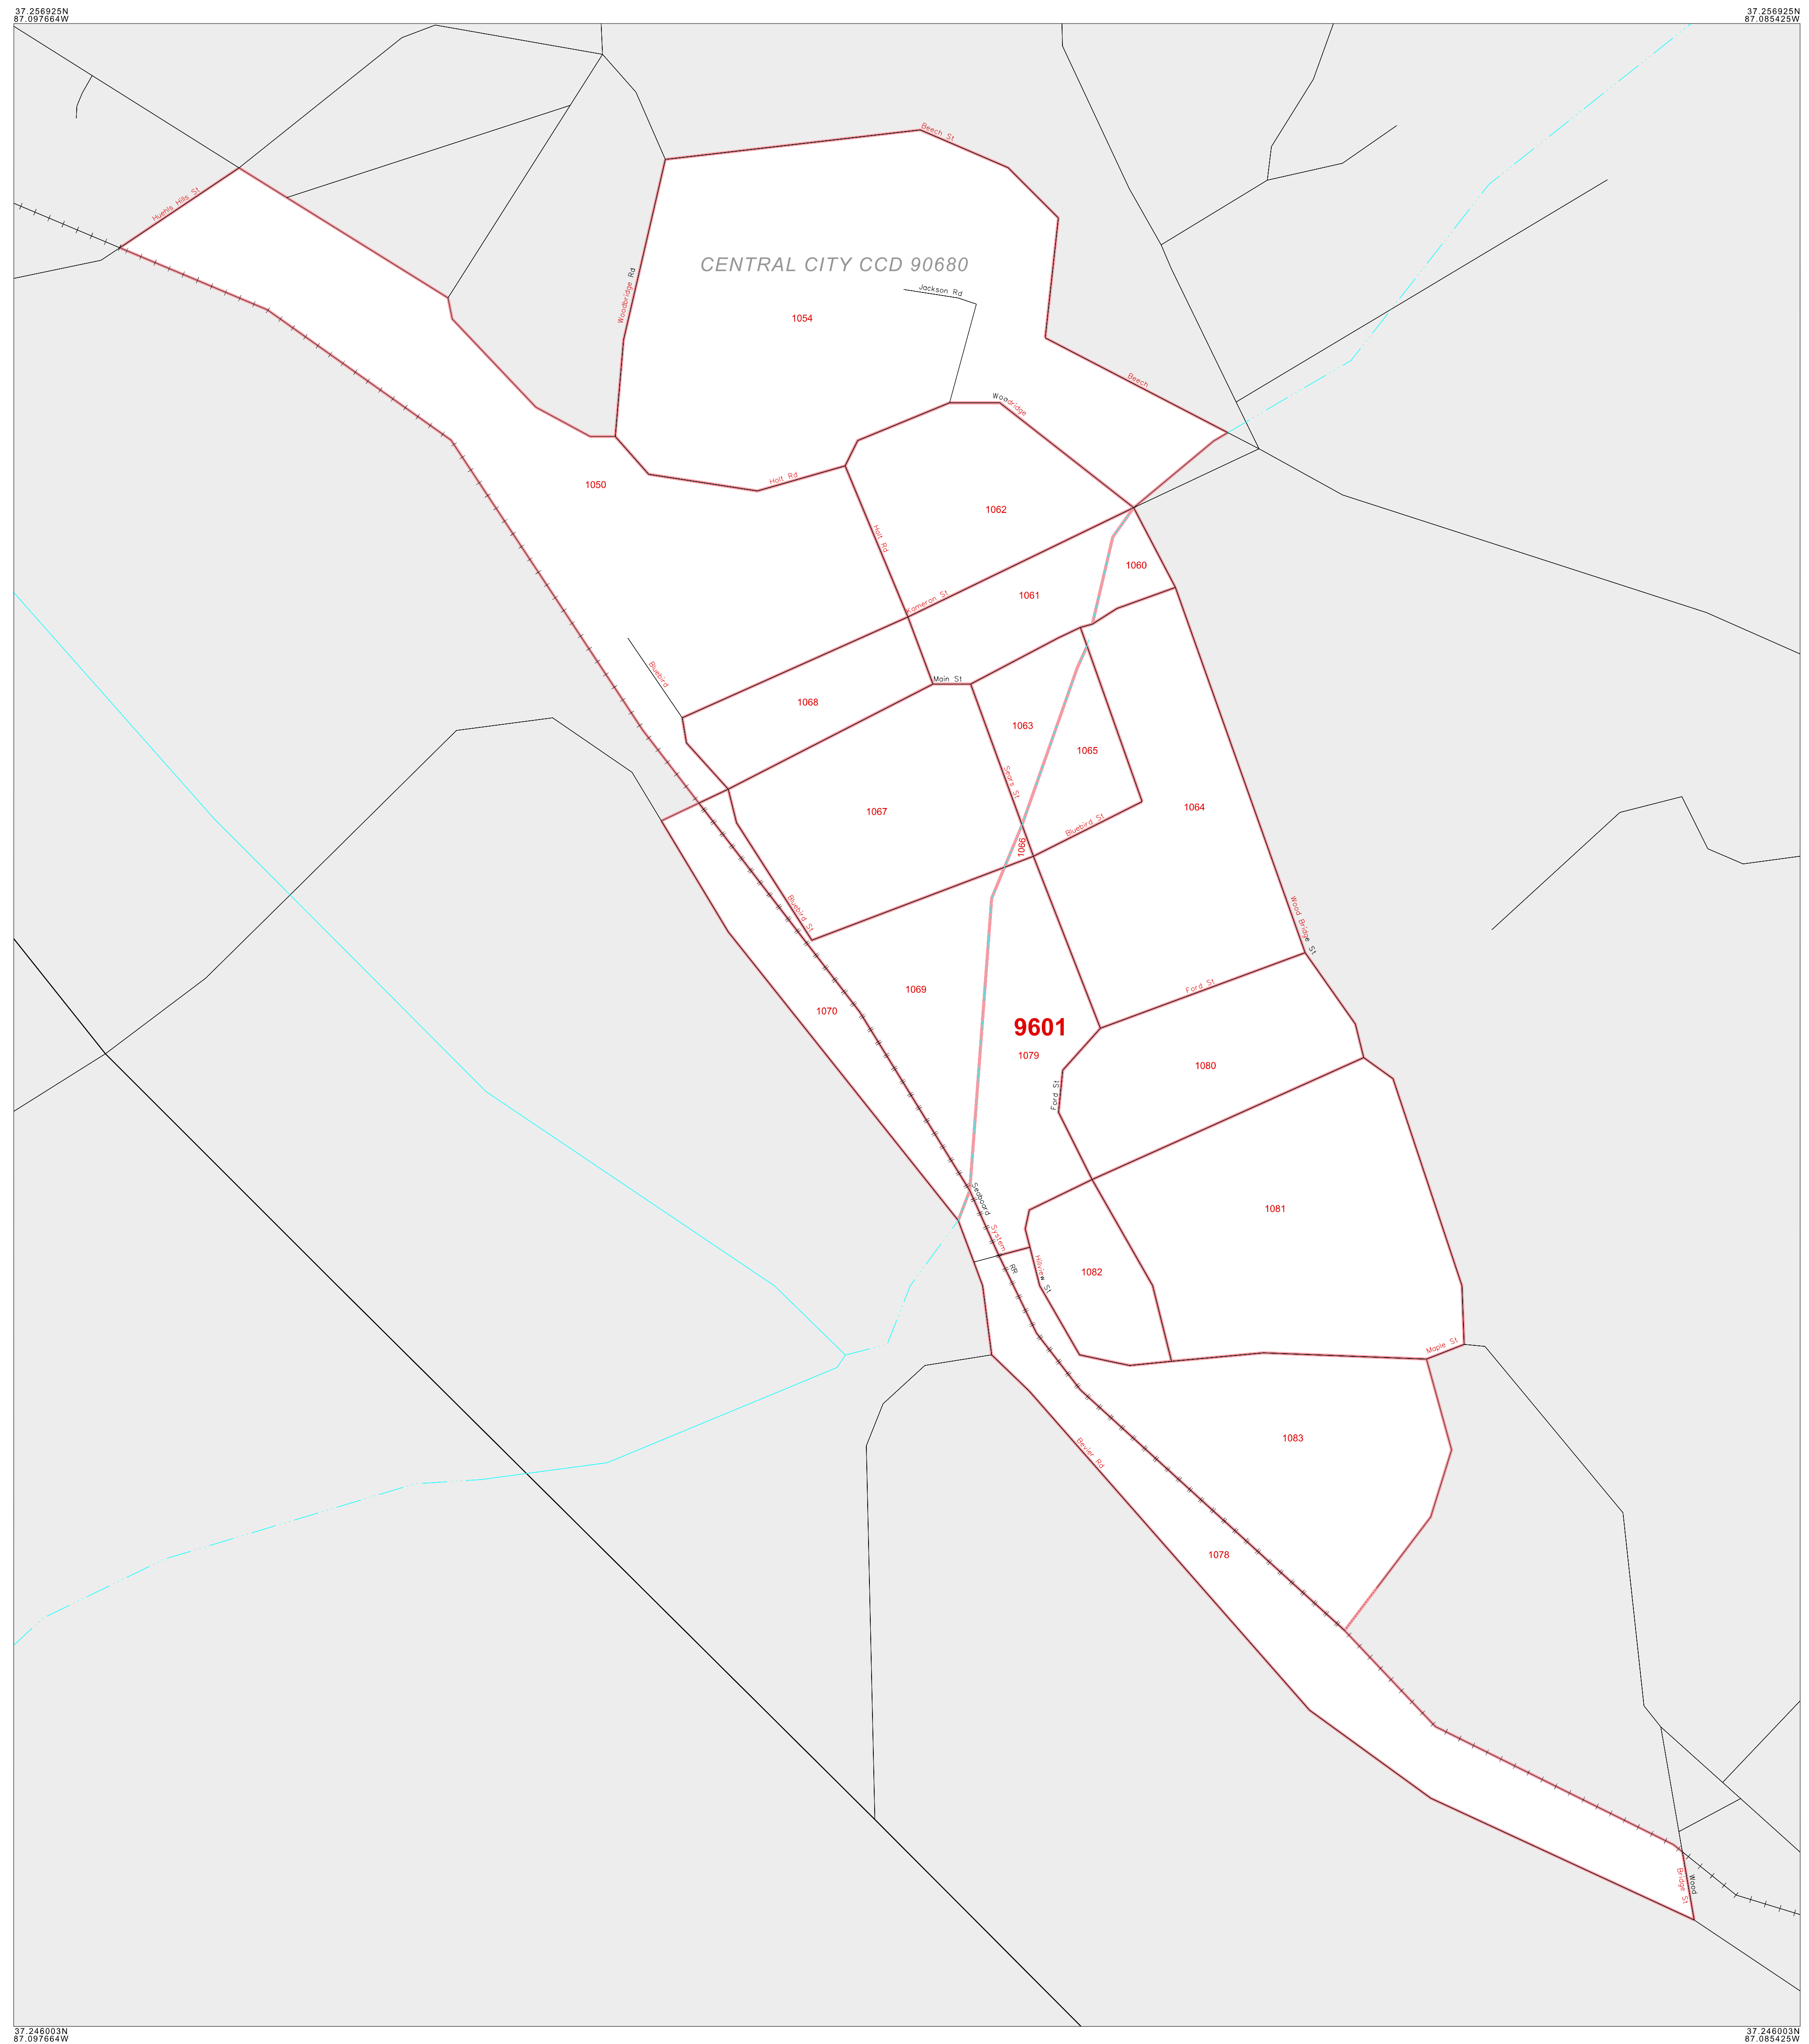 37.256925N
87.097664W
37.256925N
87.085425W
Beech St
Huehls Hills St
CENTRAL CITY CCD 90680
Woodbridge Rd
Jackson Rd
1054
Beech
Woodridge
Holt Rd
1050
1062
Holt Rd
1060
1061
Kameron St
Bluebird
Main St
1068
1063
1065
Sears St
1064
1067
Bluebird St
1066
Bluebird St
Wood Bridge St
Ford St
1069
1070
9601
1079
1080
Ford St
Seaboard System RR
1081
Hillview St
1082
Maple St
1083
Bevier Rd
1078
Wood Bridge St
37.246003N
87.097664W
37.246003N
87.085425W